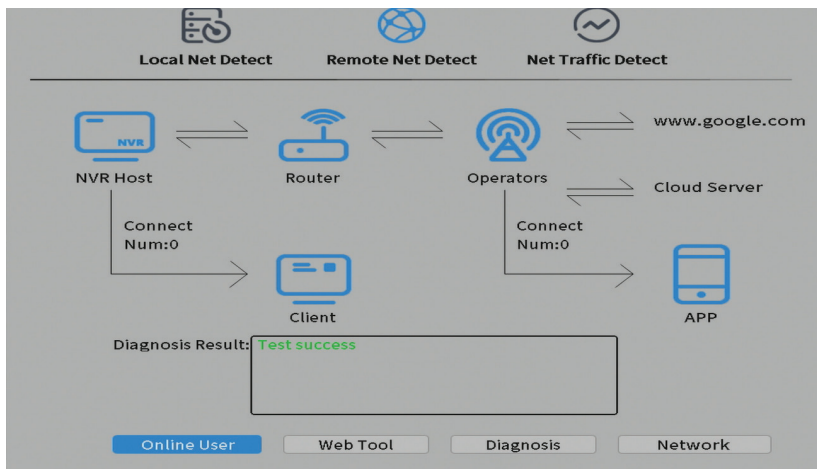 Local Net Detect
Remote Net Detect
Net Traffic Detect
NVR
www.google.com
NVR Host
Router
Operators
Cloud Server
Connect
Num:0
Connect
Num:0
Client
APP
Diagnosis Result:
Test success
Online User
Web Tool
Diagnosis
Network